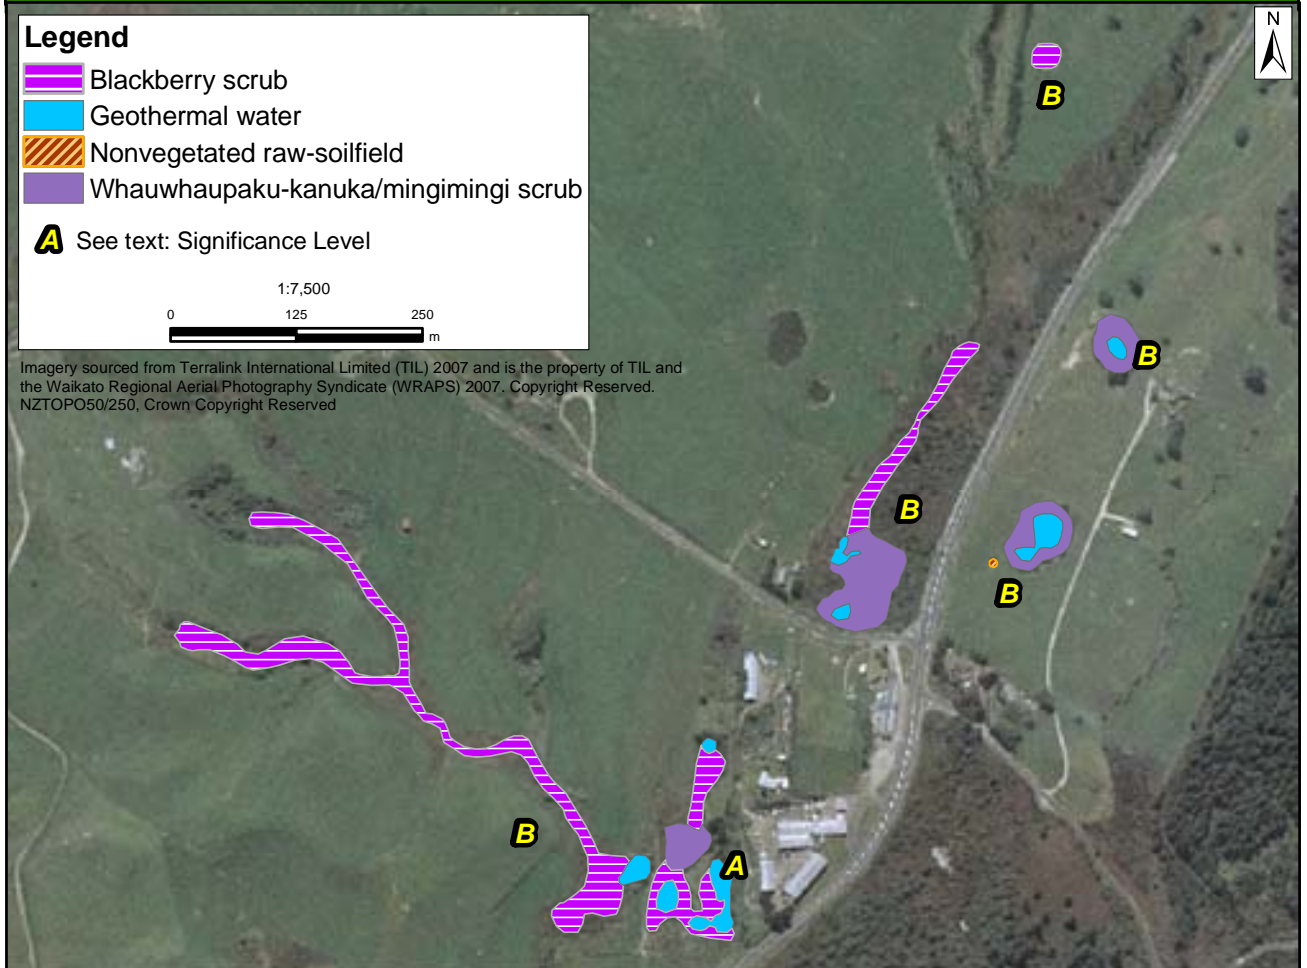 Legend
Blackberry scrub
Geothermal water
Nonvegetated raw-soilfield
Whauwhaupaku-kanuka/mingimingi scrub
A See text: Significance Level
1:7,500
0 125 250
m
Imagery sourced from Terralink International Limited (TIL) 2007 and is the property of TIL and
the Waikato Regional Aerial Photography Syndicate (WRAPS) 2007. Copyright Reserved.
NZTOPO50/250, Crown Copyright Reserved
N
B
B
B
B
B
A